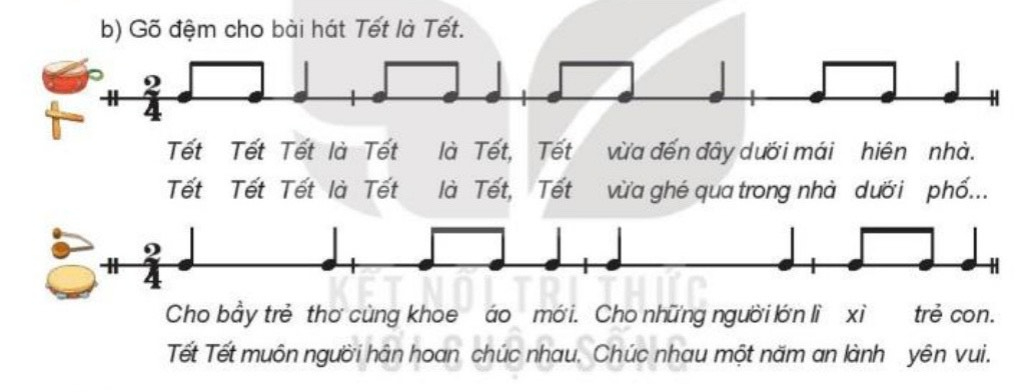 b) Gõ đệm cho bài hát Tết là Tết.
2
4
Tết Tết Tết là Tết là Tết, Tết vừa đến đây dưới mái hiên nhà.
Tết Tết Tết là Tết là Tết, Tết vừa ghé qua trong nhà dưới phố...
2
4
KẾT NỐI TRI THỨC
Cho bầy trẻ thơ cùng khoe áo mới. Cho những người lớn lì xì trẻ con.
VỚI CUỘC SỐNG
Tết Tết muôn người hân hoan chúc nhau. Chúc nhau một năm an lành yên vui.